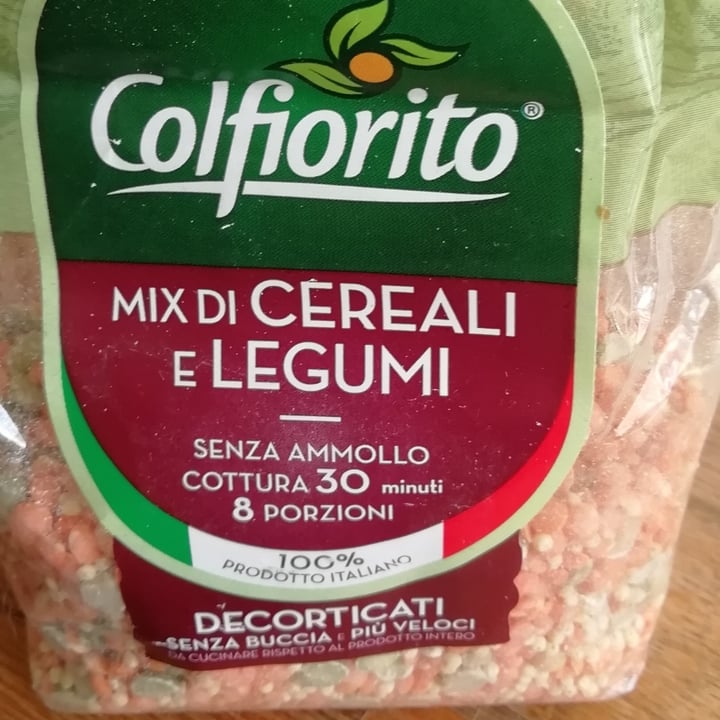 Colfiorito®
MIX DI CEREALI
E LEGUMI
SENZA AMMOLLO
COTTURA 30 minuti
8 PORZIONI
100%
PRODOTTO ITALIANO
DECORTICATI
SENZA BUCCIA E PIÙ VELOCI
DA CUCINARE RISPETTO AL PRODOTTO INTERO